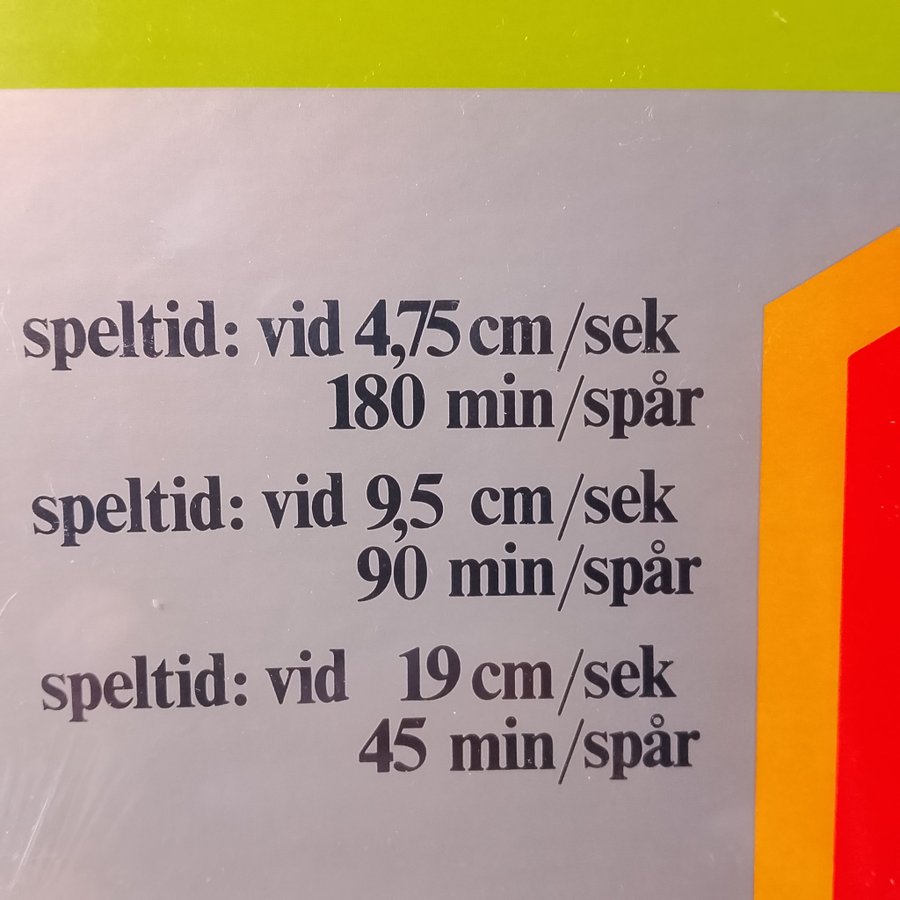 speltid: vid 4,75 cm/sek
180 min/spår
speltid: vid 9,5 cm/sek
90 min/spår
speltid: vid 19 cm/sek
45 min/spår